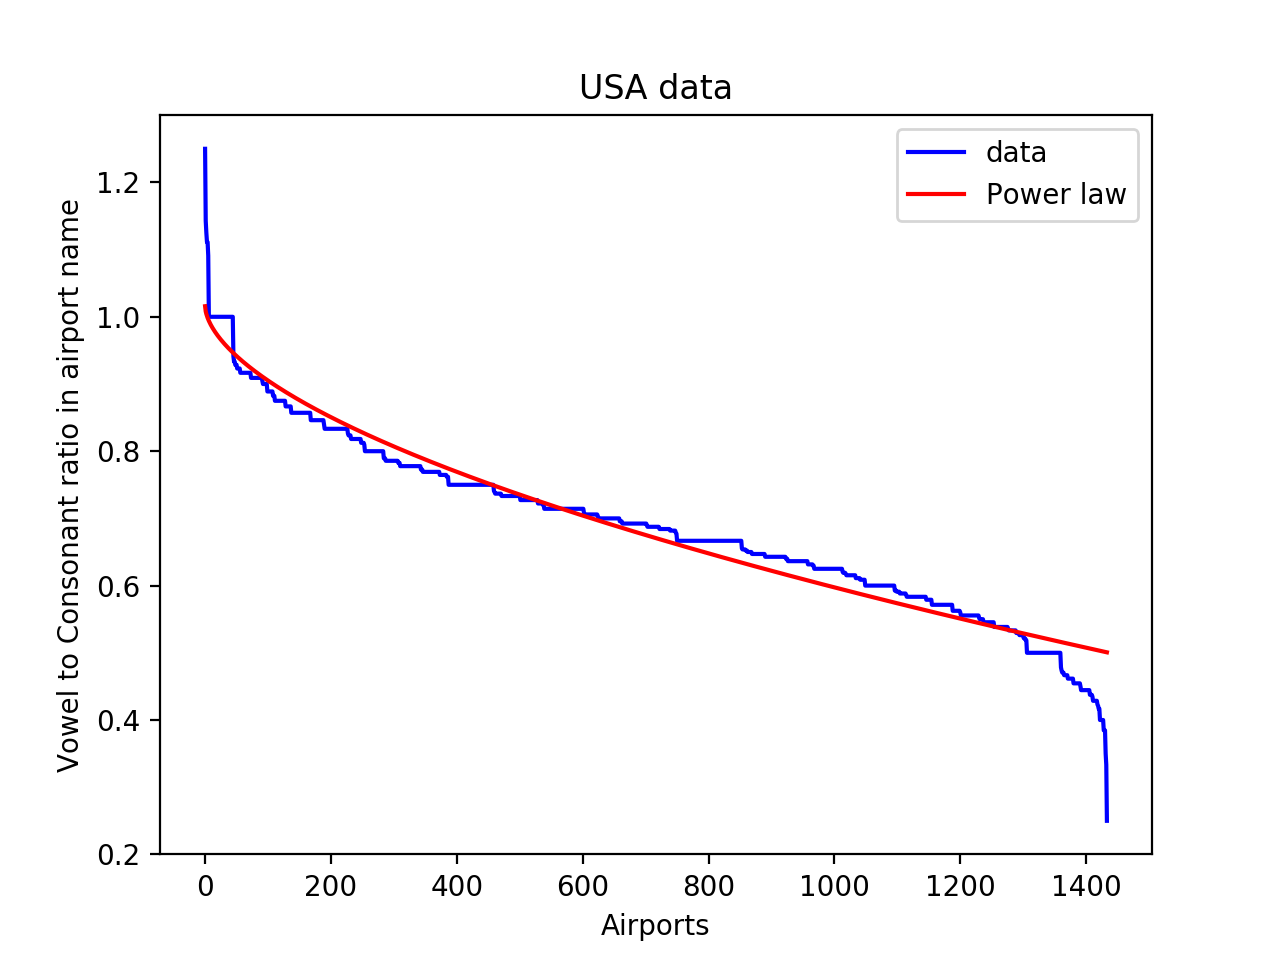 USA data
data
Power law
Vowel to Consonant ratio in airport name
1.2
1.0
0.8
0.6
0.4
0.2
0 200 400 600 800 1000 1200 1400
Airports